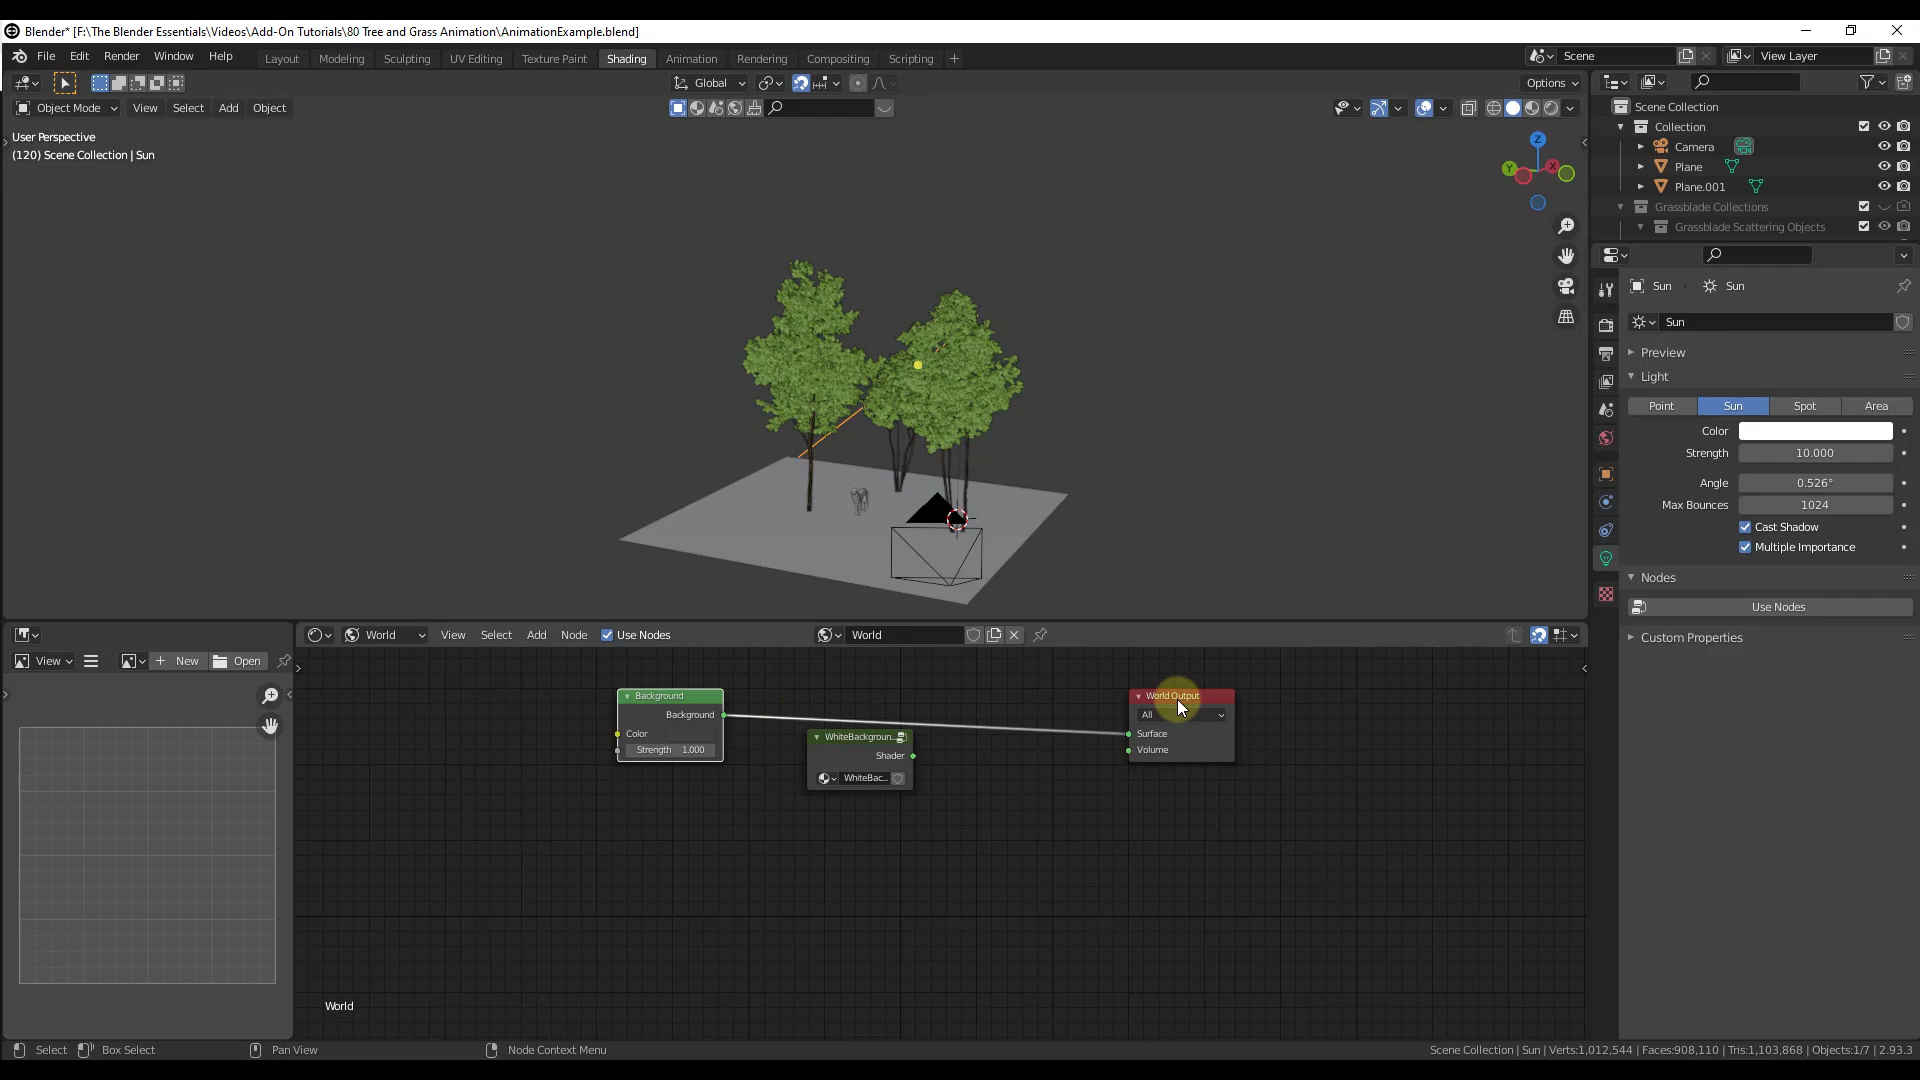 Blender* [F:\The Blender Essentials\Videos\Add-On Tutorials\80 Tree and Grass Animation\AnimationExample.blend]
File Edit Render Window Help Layout Modeling Sculpting UV Editing Texture Paint Shading Animation Rendering Compositing Scripting + Scene View Layer
Global Options
Object Mode View Select Add Object
User Perspective
(120) Scene Collection | Sun
Z
Y
X
Scene Collection
Collection
Camera
Plane
Plane.001
Grassblade Collections
Grassblade Scattering Objects
Sun Sun
Sun
Preview
Light
Point Sun Spot Area
Color
Strength 10.000
Angle 0.526°
Max Bounces 1024
Cast Shadow
Multiple Importance
Nodes
Use Nodes
Custom Properties
World View Select Add Node Use Nodes World
View New Open
Background
Background
Color
Strength 1.000
WhiteBackgroun...
Shader
WhiteBac...
World Output
All
Surface
Volume
World
Select Box Select Pan View Node Context Menu
Scene Collection | Sun | Verts:1,012,544 | Faces:908,110 | Tris:1,103,868 | Objects:1/7 | 2.93.3